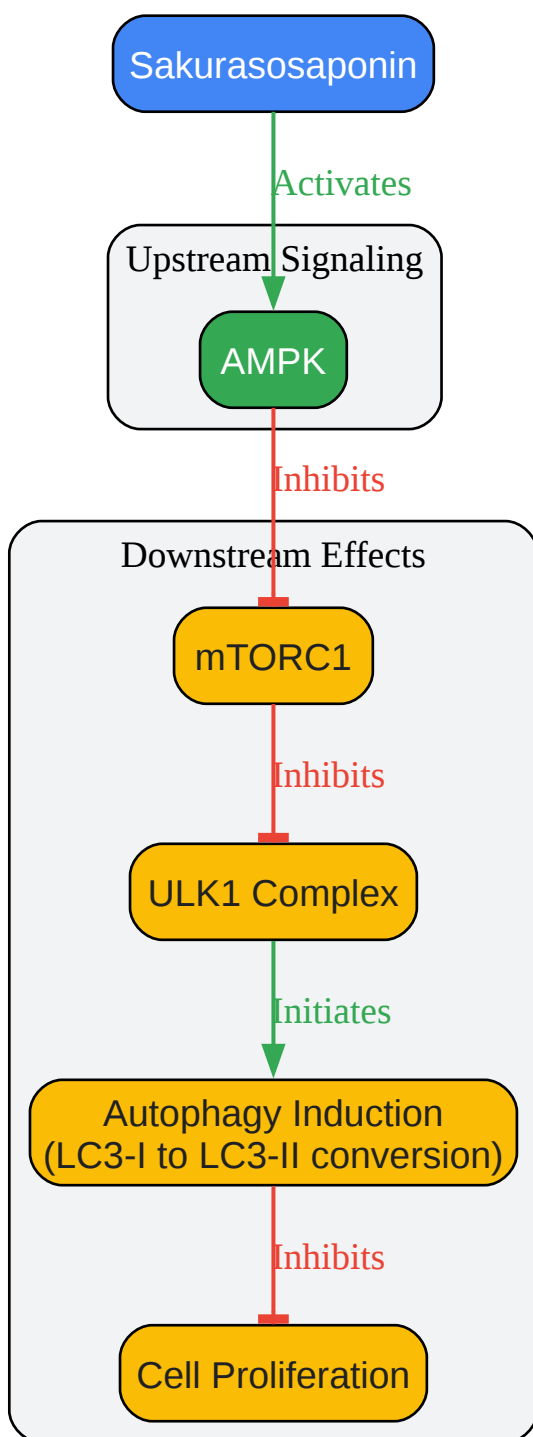 Sakurasosaponin
Activates
Upstream Signaling
AMPK
Inhibits
Downstream Effects
mTORC1
Inhibits
ULK1 Complex
Initiates
Autophagy Induction
(LC3-I to LC3-II conversion)
Inhibits
Cell Proliferation